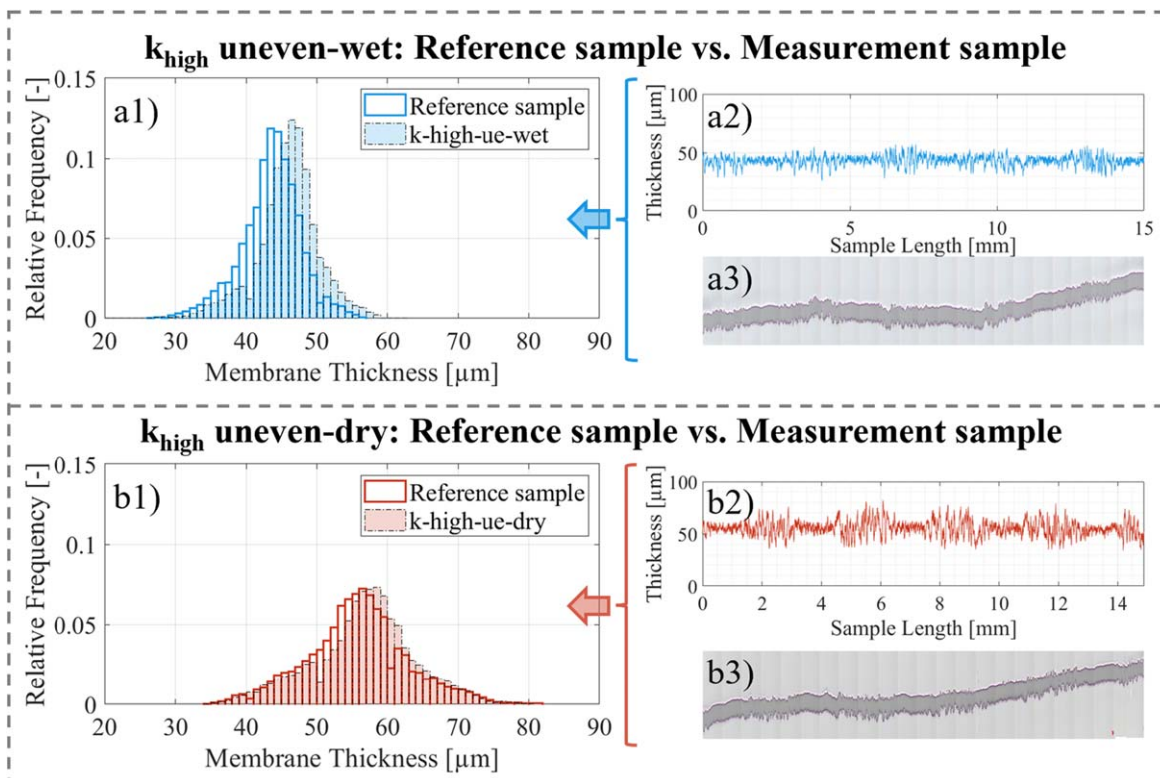 k_high uneven-wet: Reference sample vs. Measurement sample
a1)
Reference sample
k-high-ue-wet
0.15
0.1
0.05
0
Relative Frequency [-]
20 30 40 50 60 70 80 90
Membrane Thickness [µm]
a2)
100
50
0
Thickness [µm]
0 5 10 15
Sample Length [mm]
a3)
k_high uneven-dry: Reference sample vs. Measurement sample
b1)
Reference sample
k-high-ue-dry
0.15
0.1
0.05
0
Relative Frequency [-]
20 30 40 50 60 70 80 90
Membrane Thickness [µm]
b2)
100
50
0
Thickness [µm]
0 2 4 6 8 10 12 14
Sample Length [mm]
b3)